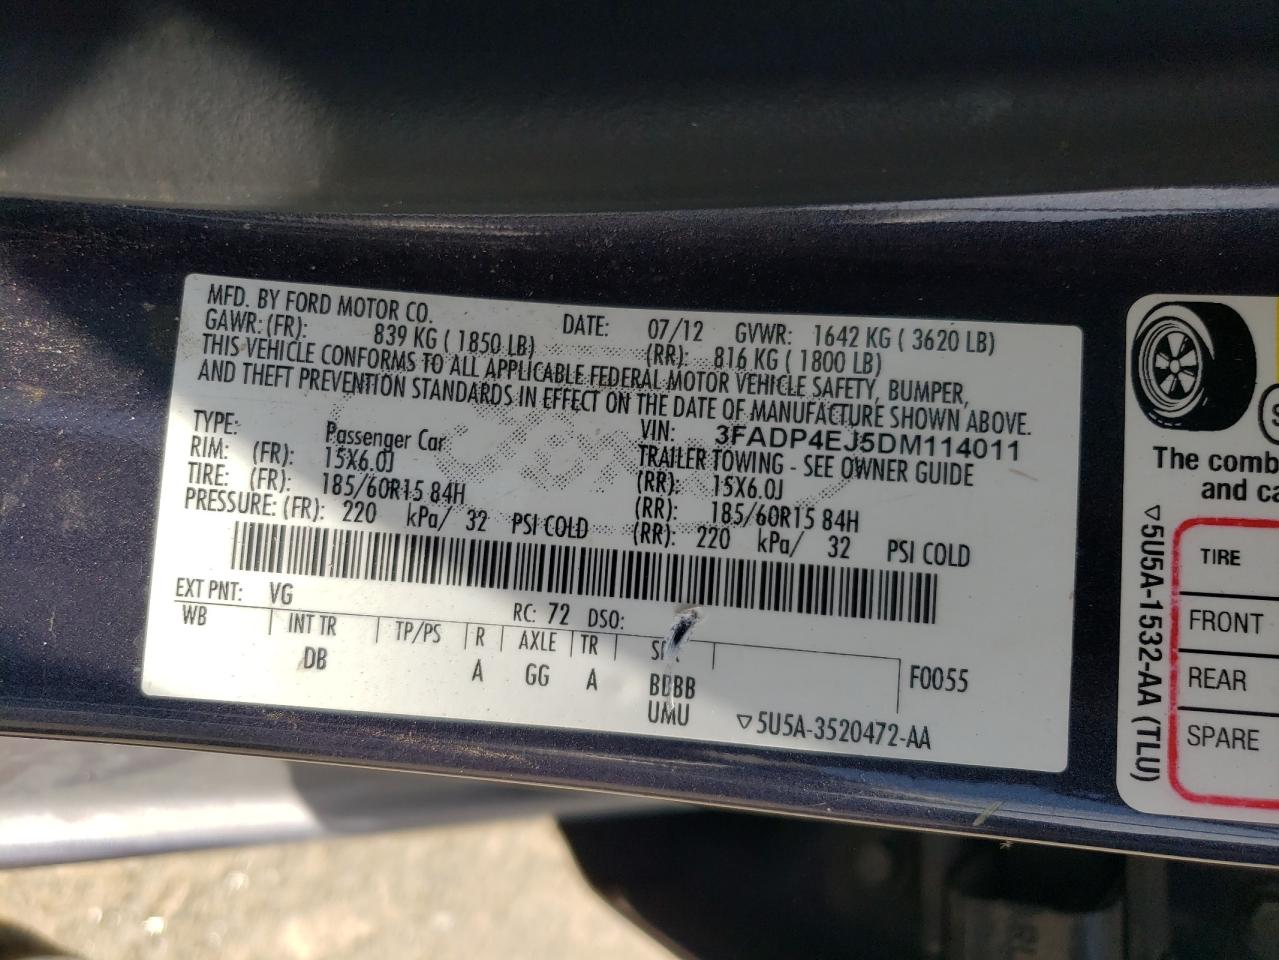 MFD. BY FORD MOTOR CO.
DATE: 07/12 GVWR: 1642 KG ( 3620 LB)
GAWR: (FR): 839 KG ( 1850 LB) (RR): 816 KG ( 1800 LB)
THIS VEHICLE CONFORMS TO ALL APPLICABLE FEDERAL MOTOR VEHICLE SAFETY, BUMPER,
AND THEFT PREVENTION STANDARDS IN EFFECT ON THE DATE OF MANUFACTURE SHOWN ABOVE.
VIN: 3FADP4EJ5DM114011
TYPE: Passenger Car TRAILER TOWING - SEE OWNER GUIDE
RIM: (FR): 15X6.0J (RR): 15X6.0J
TIRE: (FR): 185/60R15 84H (RR): 185/60R15 84H
PRESSURE: (FR): 220 kPa/ 32 PSI COLD (RR): 220 kPa/ 32 PSI COLD
EXT PNT: VG RC: 72 DSO:
WB INT TR TP/PS R AXLE TR
DB A GG A BBBB F0055
UMU ▽5U5A-3520472-AA
The comb
and ca
▽5U5A-1532-AA (TLU)
TIRE
FRONT
REAR
SPARE